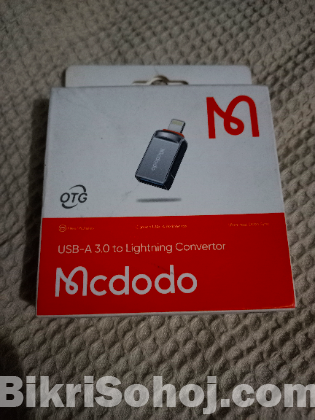 OTG
USB-A 3.0 to Lightning Convertor
Mcdodo
BikriSohoj.com